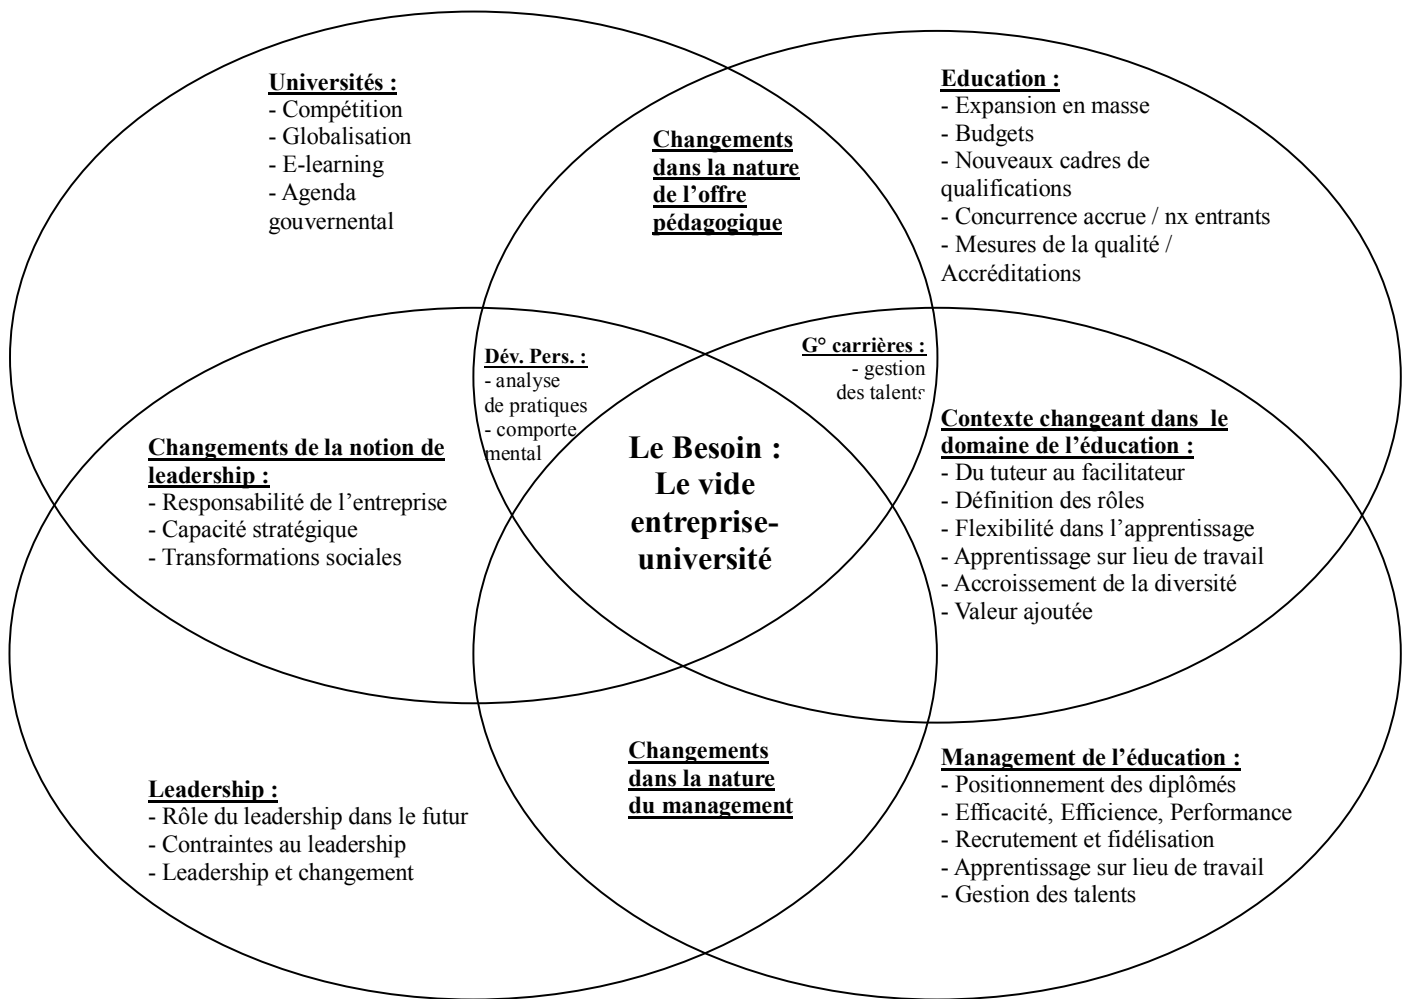 Universités :
- Compétition
- Globalisation
- E-learning
- Agenda
gouvernental
Changements
dans la nature
de l’offre
pédagogique
Education :
- Expansion en masse
- Budgets
- Nouveaux cadres de
qualifications
- Concurrence accrue / nx entrants
- Mesures de la qualité /
Accréditations
Dév. Pers. :
- analyse
de pratiques
- comporte
mental
G° carrières :
- gestion
des talents
Changements de la notion de
leadership :
- Responsabilité de l’entreprise
- Capacité stratégique
- Transformations sociales
Le Besoin :
Le vide
entreprise-
université
Contexte changeant dans le
domaine de l’éducation :
- Du tuteur au facilitateur
- Définition des rôles
- Flexibilité dans l’apprentissage
- Apprentissage sur lieu de travail
- Accroissement de la diversité
- Valeur ajoutée
Leadership :
- Rôle du leadership dans le futur
- Contraintes au leadership
- Leadership et changement
Changements
dans la nature
du management
Management de l’éducation :
- Positionnement des diplômés
- Efficacité, Efficience, Performance
- Recrutement et fidélisation
- Apprentissage sur lieu de travail
- Gestion des talents